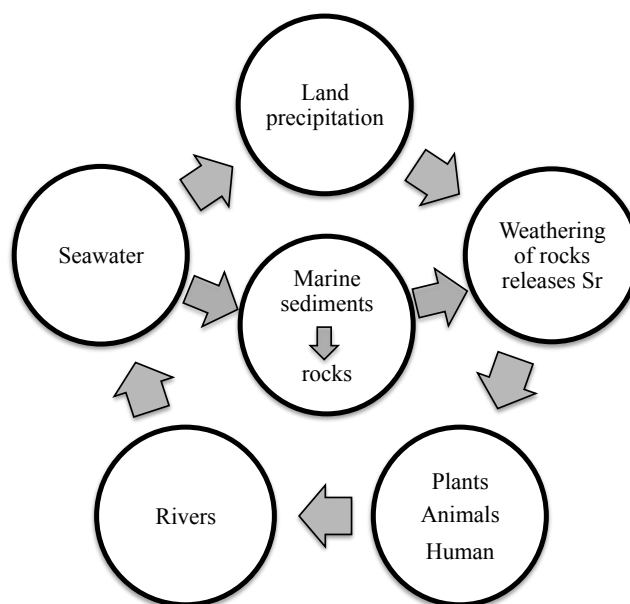 Land
precipitation
Seawater
Weathering
of rocks
releases Sr
Marine
sediments
rocks
Plants
Animals
Human
Rivers